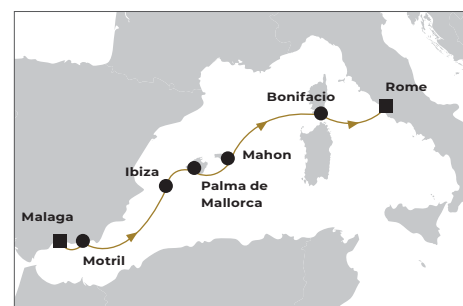 Rome
Bonifacio
Mahon
Ibiza
Palma de
Mallorca
Malaga
Motril